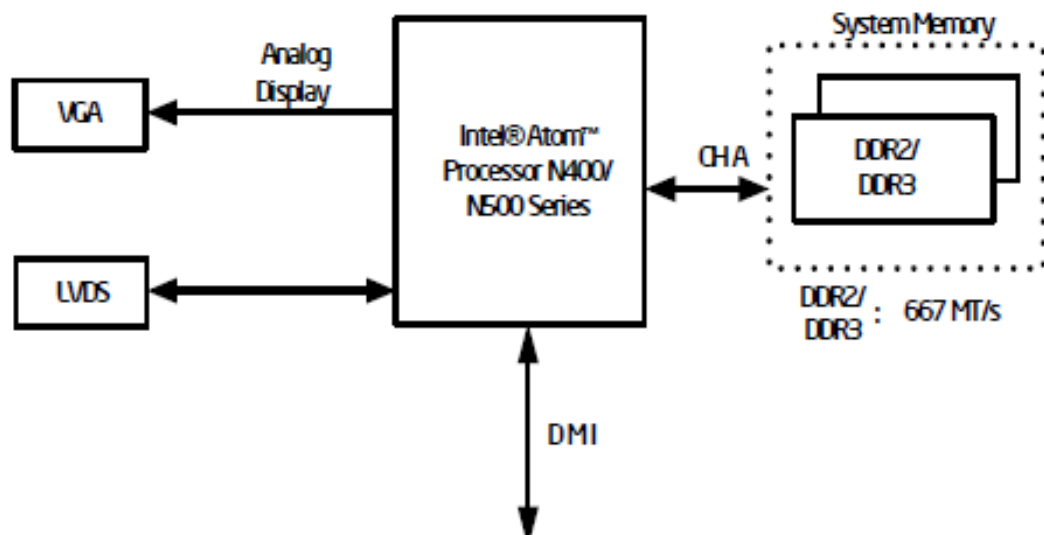 System Memory
Analog
Display
VGA
Intel® Atom™
Processor N400/
N500 Series
CHA
DDR2/
DDR3
LVDS
DDR2/
DDR3 : 667 MT/s
DMI